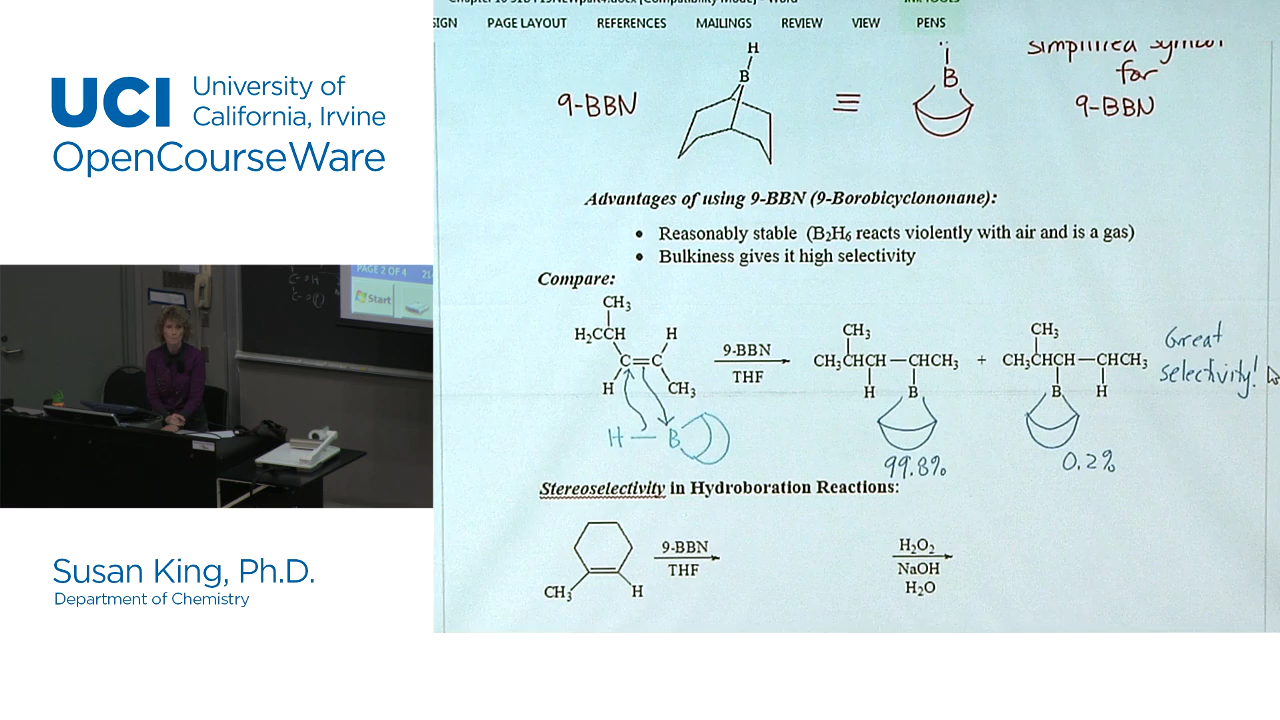 UCI University of
California, Irvine
OpenCourseWare
PAGE LAYOUT REFERENCES MAILINGS REVIEW VIEW PENS
H
B
9-BBN
≡
B
simplified symbol
for
9-BBN
Advantages of using 9-BBN (9-Borobicyclononane):
• Reasonably stable (B₂H₆ reacts violently with air and is a gas)
• Bulkiness gives it high selectivity
Compare:
CH₃
H₂CCH H
C=C
H CH₃
H — B
9-BBN
THF
CH₃
CH₃CHCH—CHCH₃
H B
99.8%
+
CH₃
CH₃CHCH—CHCH₃
B H
0.2%
Great
selectivity!
Stereoselectivity in Hydroboration Reactions:
CH₃ H
9-BBN
THF
H₂O₂
NaOH
H₂O
PAGE 2 OF 4
Start
Susan King, Ph.D.
Department of Chemistry